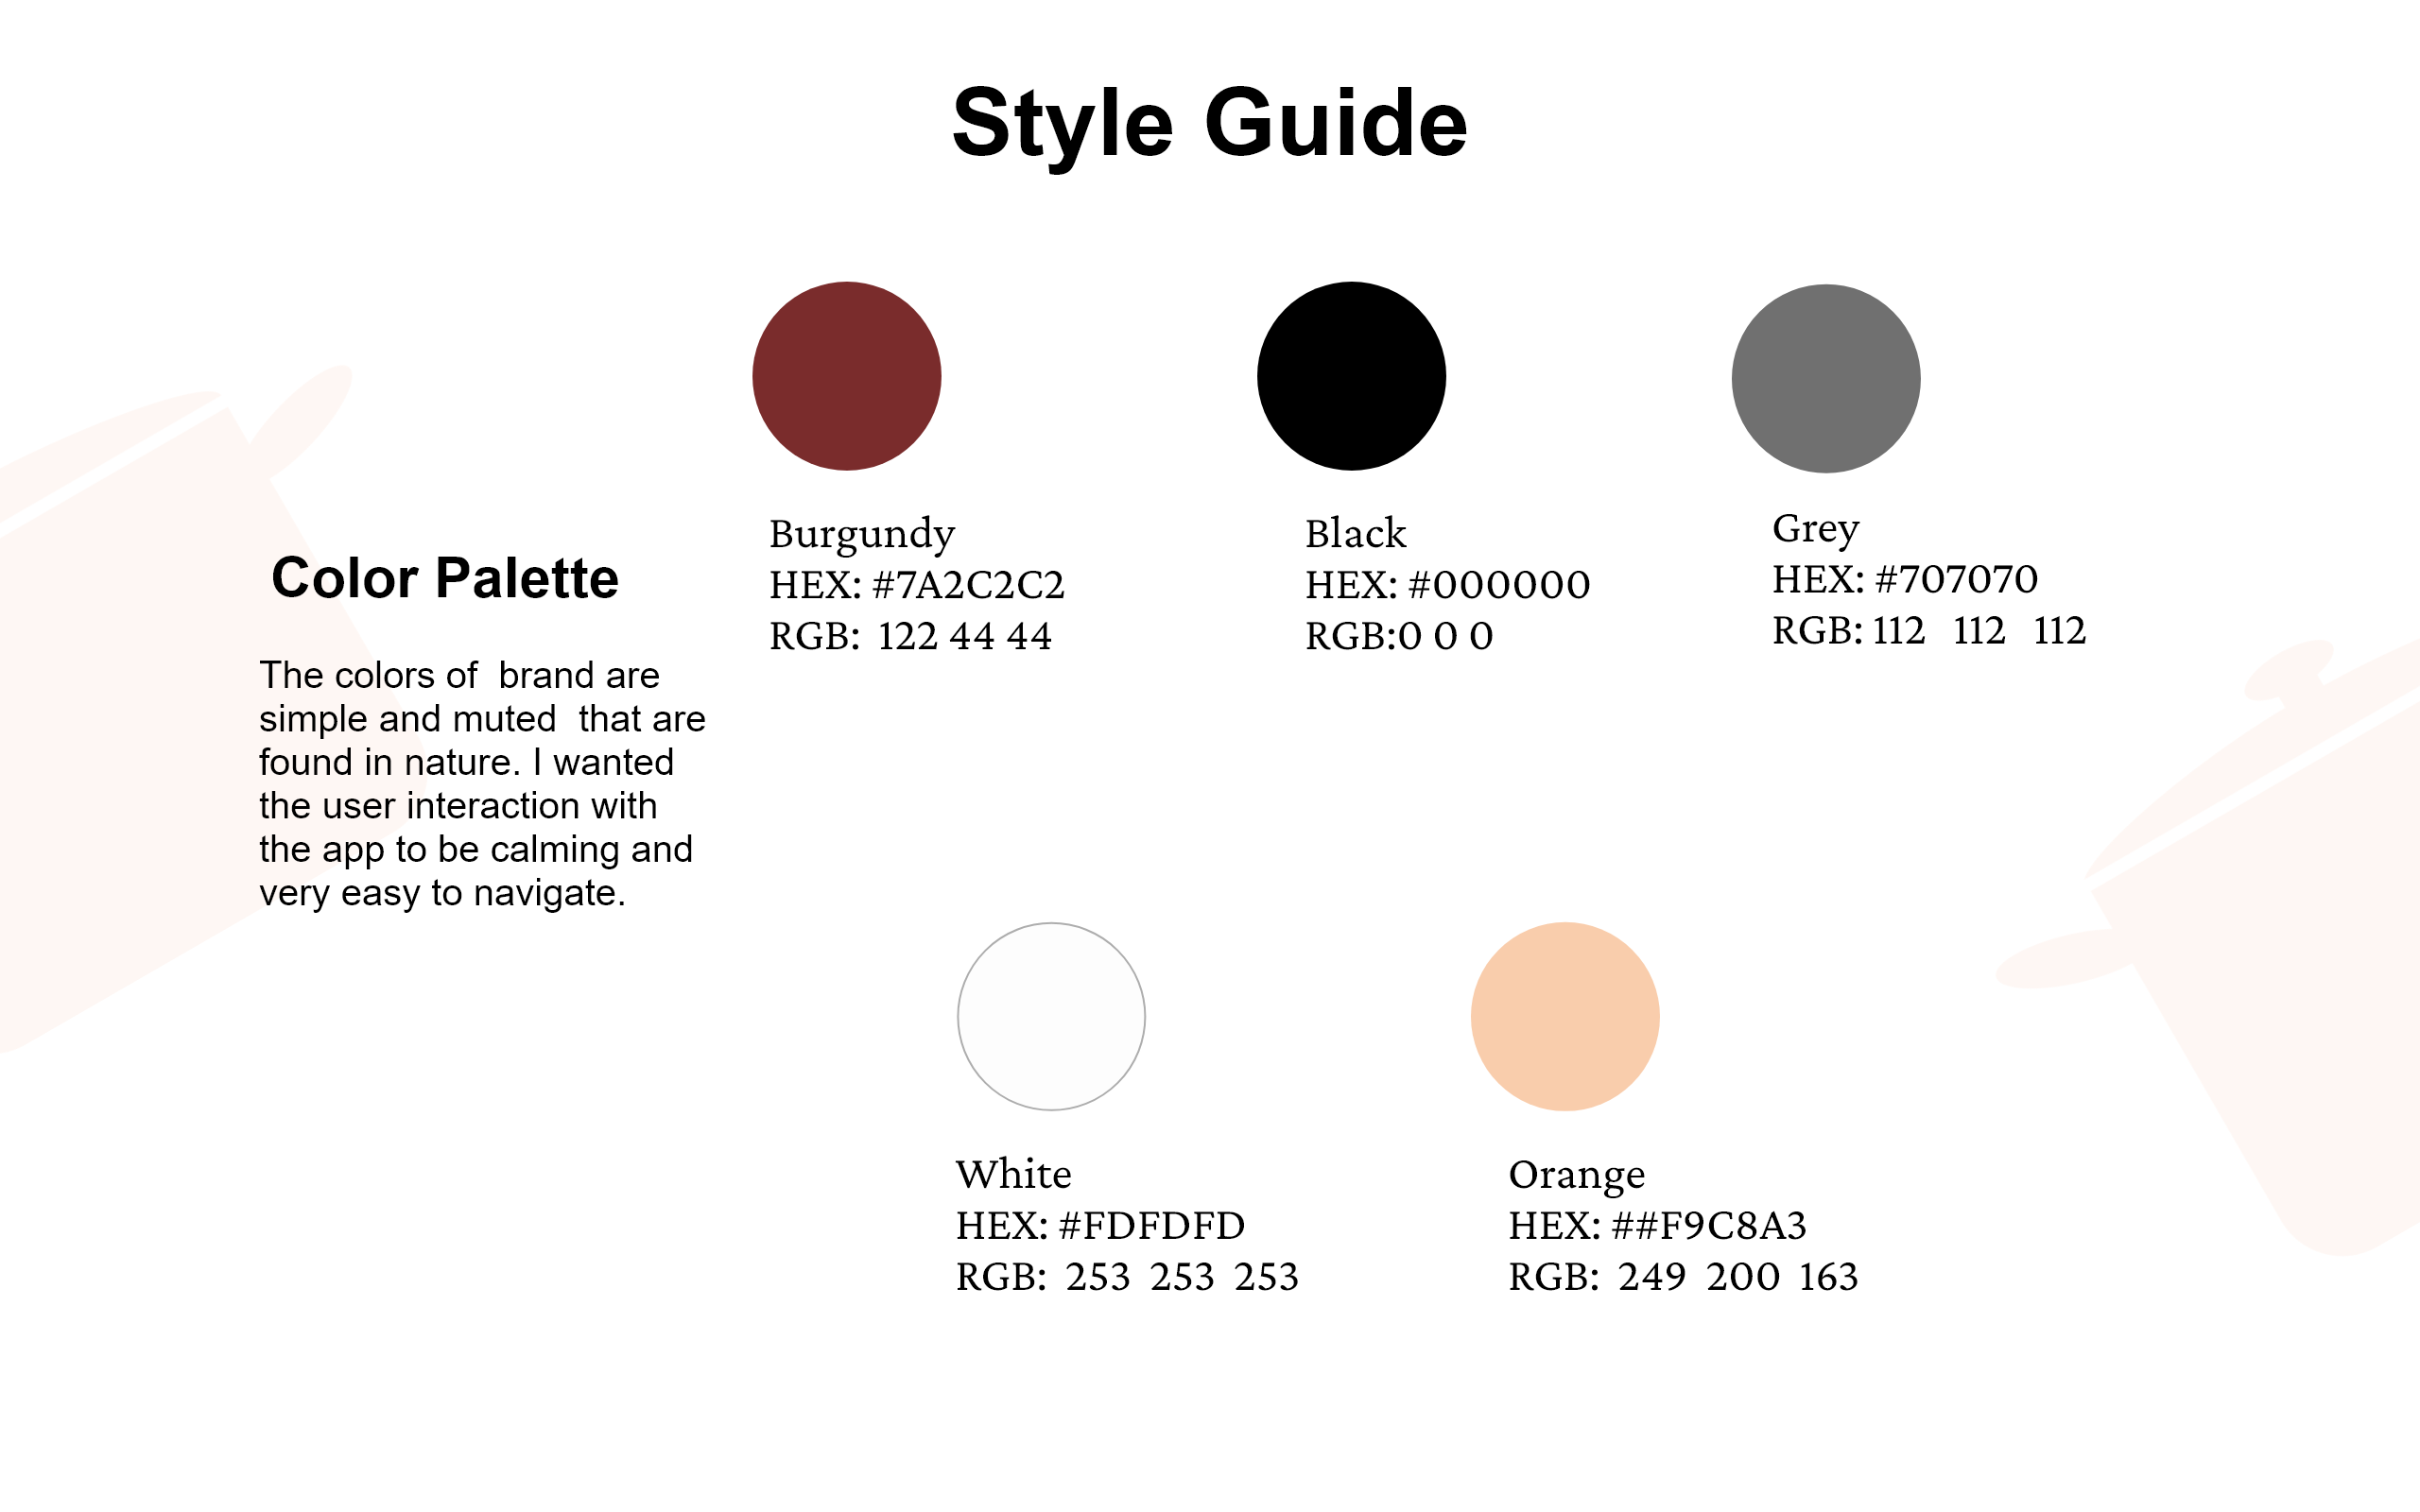 Style Guide
Color Palette
The colors of  brand are
simple and muted  that are
found in nature. I wanted
the user interaction with
the app to be calming and
very easy to navigate.
Burgundy
HEX: #7A2C2C2
RGB:  122 44 44
Black
HEX: #000000
RGB:0 0 0
Grey
HEX: #707070
RGB: 112  112  112
White
HEX: #FDFDFD
RGB:  253  253  253
Orange
HEX: ##F9C8A3
RGB:  249  200  163